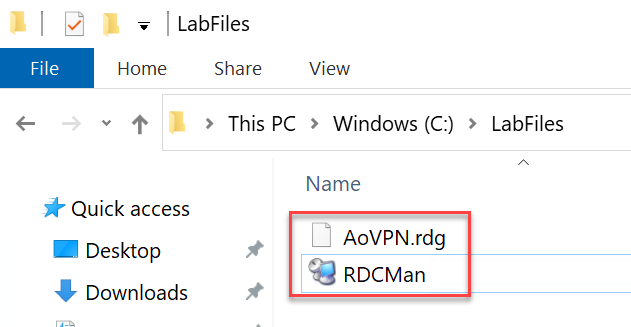 LabFiles
File Home Share View
This PC Windows (C:) LabFiles
Name
Quick access
AoVPN.rdg
Desktop
RDCMan
Downloads